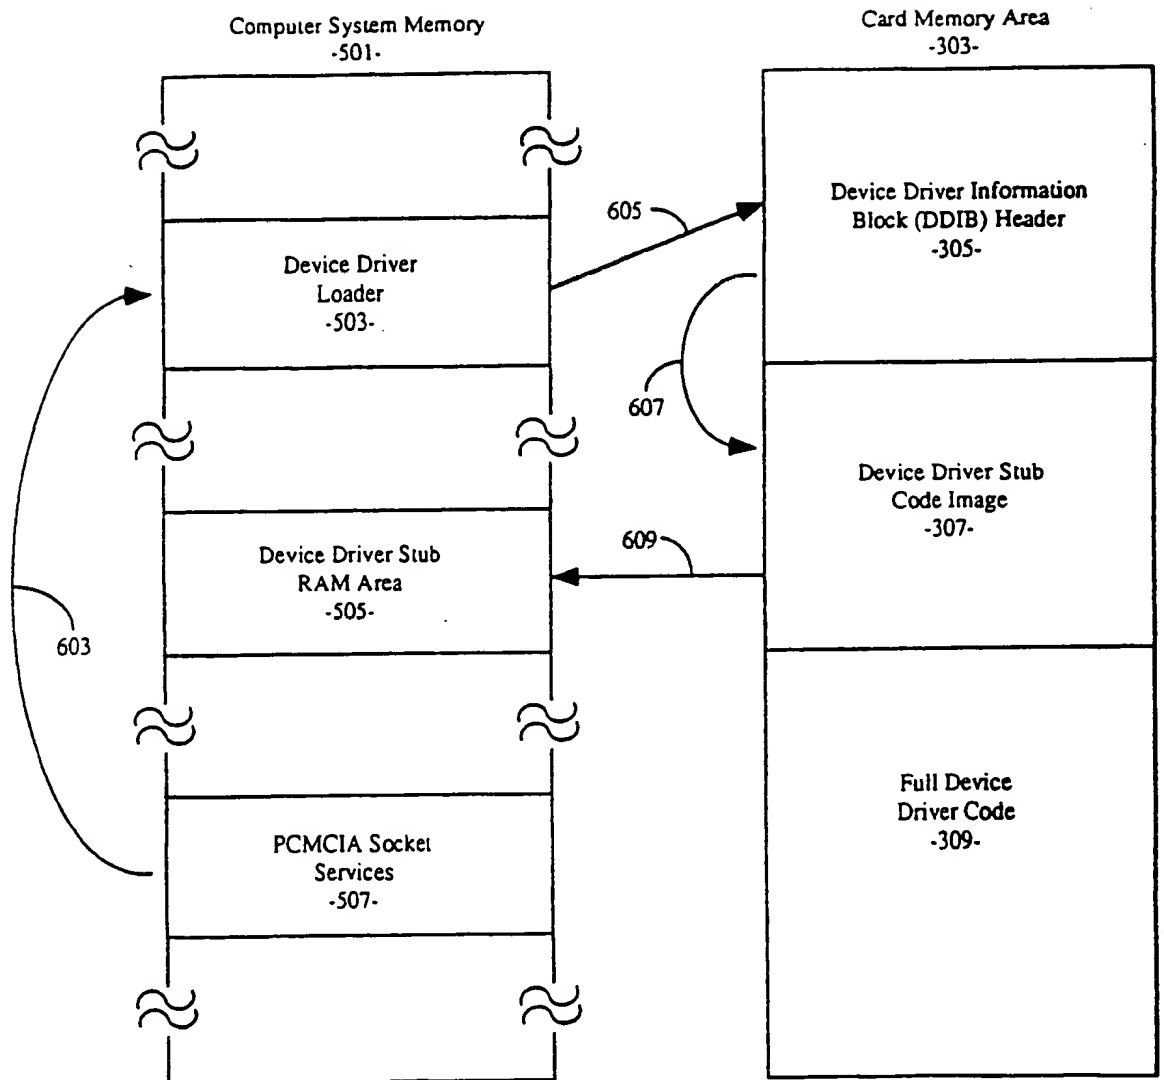 Computer System Memory
-501-
Card Memory Area
-303-
Device Driver Information
Block (DDIB) Header
-305-
605
Device Driver
Loader
-503-
607
Device Driver Stub
Code Image
-307-
609
Device Driver Stub
RAM Area
-505-
603
Full Device
Driver Code
-309-
PCMCIA Socket
Services
-507-